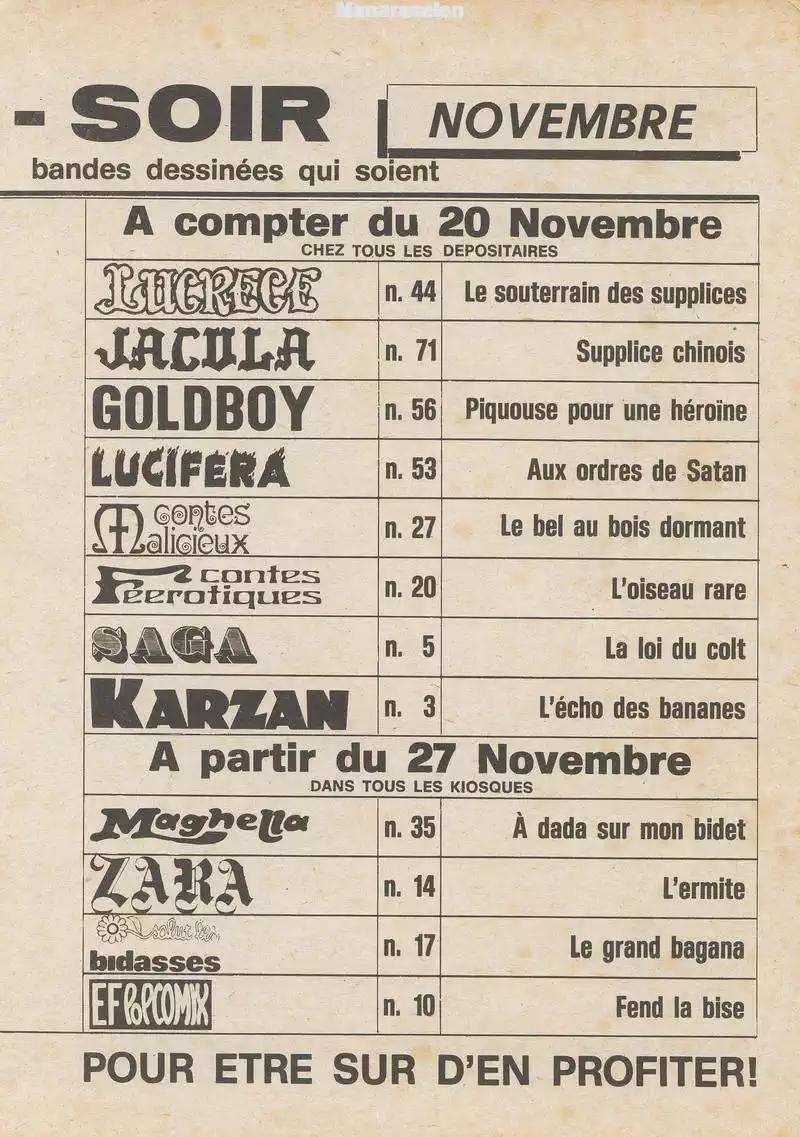 - SOIR
NOVEMBRE
bandes dessinées qui soient
A compter du 20 Novembre
CHEZ TOUS LES DEPOSITAIRES
LUCRECE n. 44 Le souterrain des supplices
JACULA n. 71 Supplice chinois
GOLDBOY n. 56 Piquouse pour une héroïne
LUCIFERA n. 53 Aux ordres de Satan
contes
Malicieux n. 27 Le bel au bois dormant
contes
Feerotiques n. 20 L'oiseau rare
SAGA n. 5 La loi du colt
KARZAN n. 3 L'écho des bananes
A partir du 27 Novembre
DANS TOUS LES KIOSQUES
Maghella n. 35 À dada sur mon bidet
ZARA n. 14 L'ermite
salut les
bidasses n. 17 Le grand bagana
EF POPCOMIX n. 10 Fend la bise
POUR ETRE SUR D'EN PROFITER!